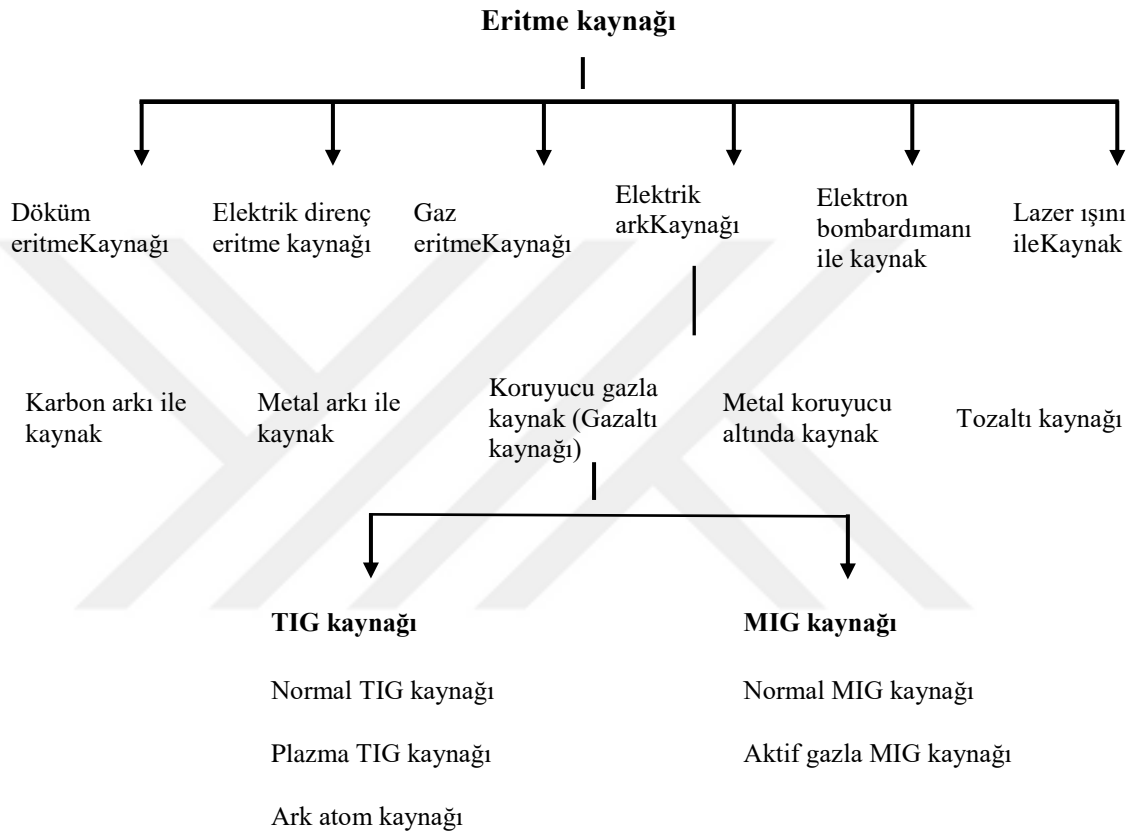 Eritme kaynağı
Döküm
eritmeKaynağı
Elektrik direnç
eritme kaynağı
Gaz
eritmeKaynağı
Elektrik
arkKaynağı
Elektron
bombardımanı
ile kaynak
Lazer ışını
ileKaynak
Karbon arkı ile
kaynak
Metal arkı ile
kaynak
Koruyucu gazla
kaynak (Gazaltı
kaynağı)
Metal koruyucu
altında kaynak
Tozaltı kaynağı
TIG kaynağı
Normal TIG kaynağı
Plazma TIG kaynağı
Ark atom kaynağı
MIG kaynağı
Normal MIG kaynağı
Aktif gazla MIG kaynağı